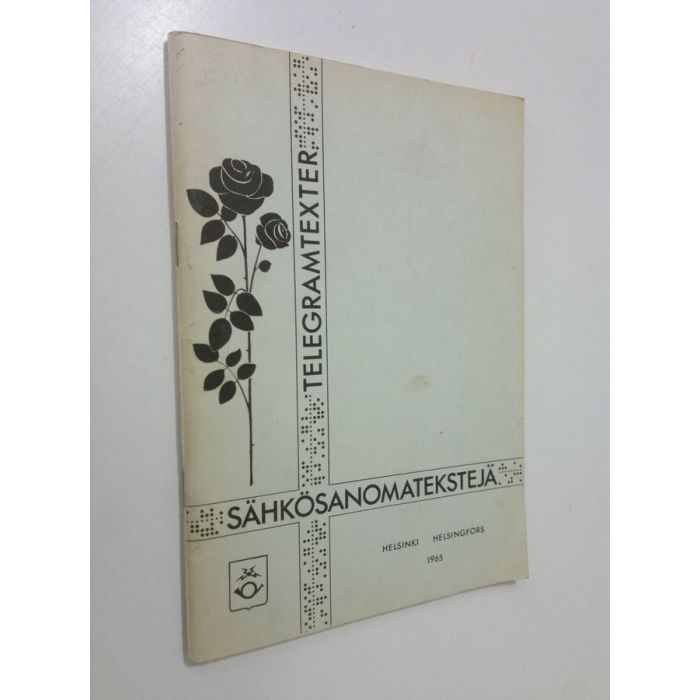 TELEGRAMTEXTER
SÄHKÖSANOMATEKSTEJÄ
HELSINKI HELSINGFORS
1965